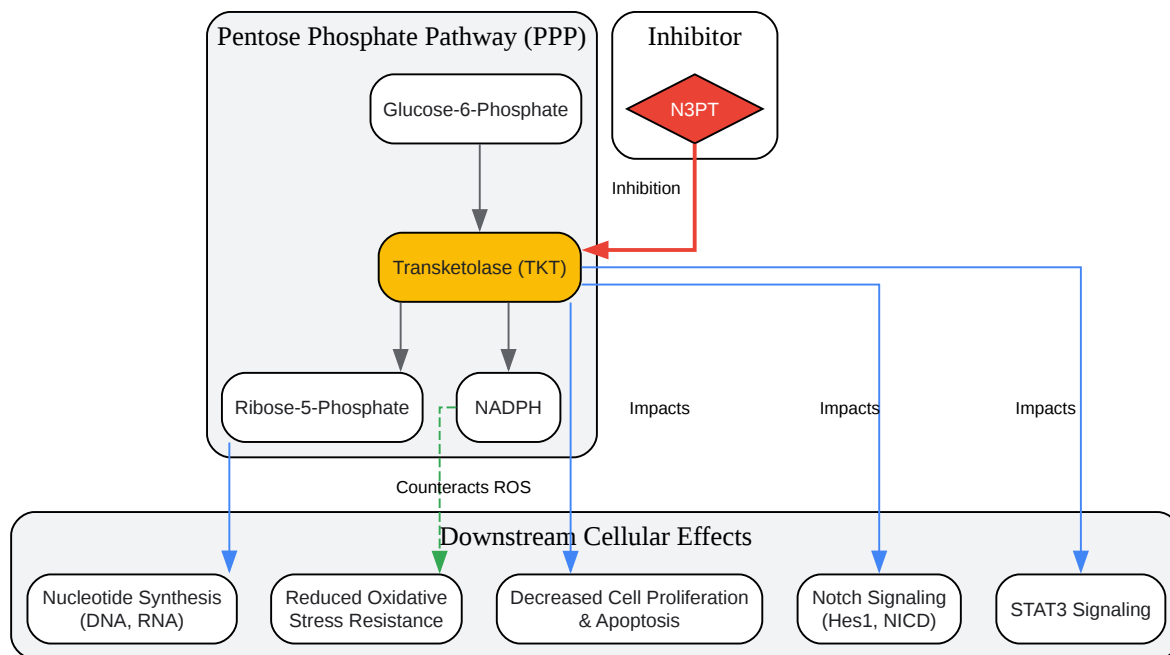 Pentose Phosphate Pathway (PPP)
Inhibitor
Glucose-6-Phosphate
N3PT
Inhibition
Transketolase (TKT)
Ribose-5-Phosphate
NADPH
Impacts
Impacts
Impacts
Counteracts ROS
Downstream Cellular Effects
Nucleotide Synthesis
(DNA, RNA)
Reduced Oxidative
Stress Resistance
Decreased Cell Proliferation
& Apoptosis
Notch Signaling
(Hes1, NICD)
STAT3 Signaling